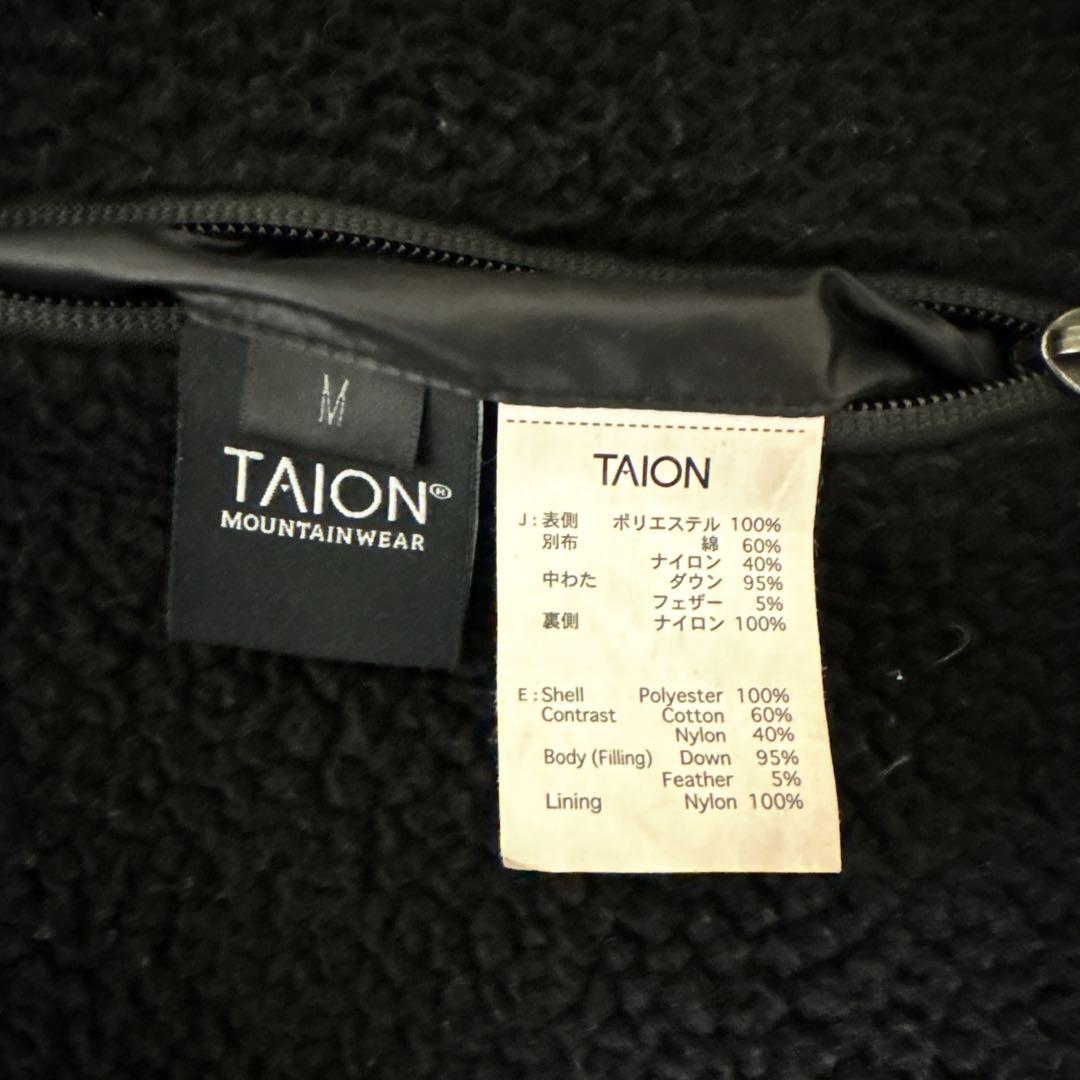 M
TAION®
MOUNTAINWEAR
TAION
J : 表側 ポリエステル 100%
別布 綿 60%
ナイロン 40%
中わた ダウン 95%
フェザー 5%
裏側 ナイロン 100%
E : Shell Polyester 100%
Contrast Cotton 60%
Nylon 40%
Body (Filling) Down 95%
Feather 5%
Lining Nylon 100%